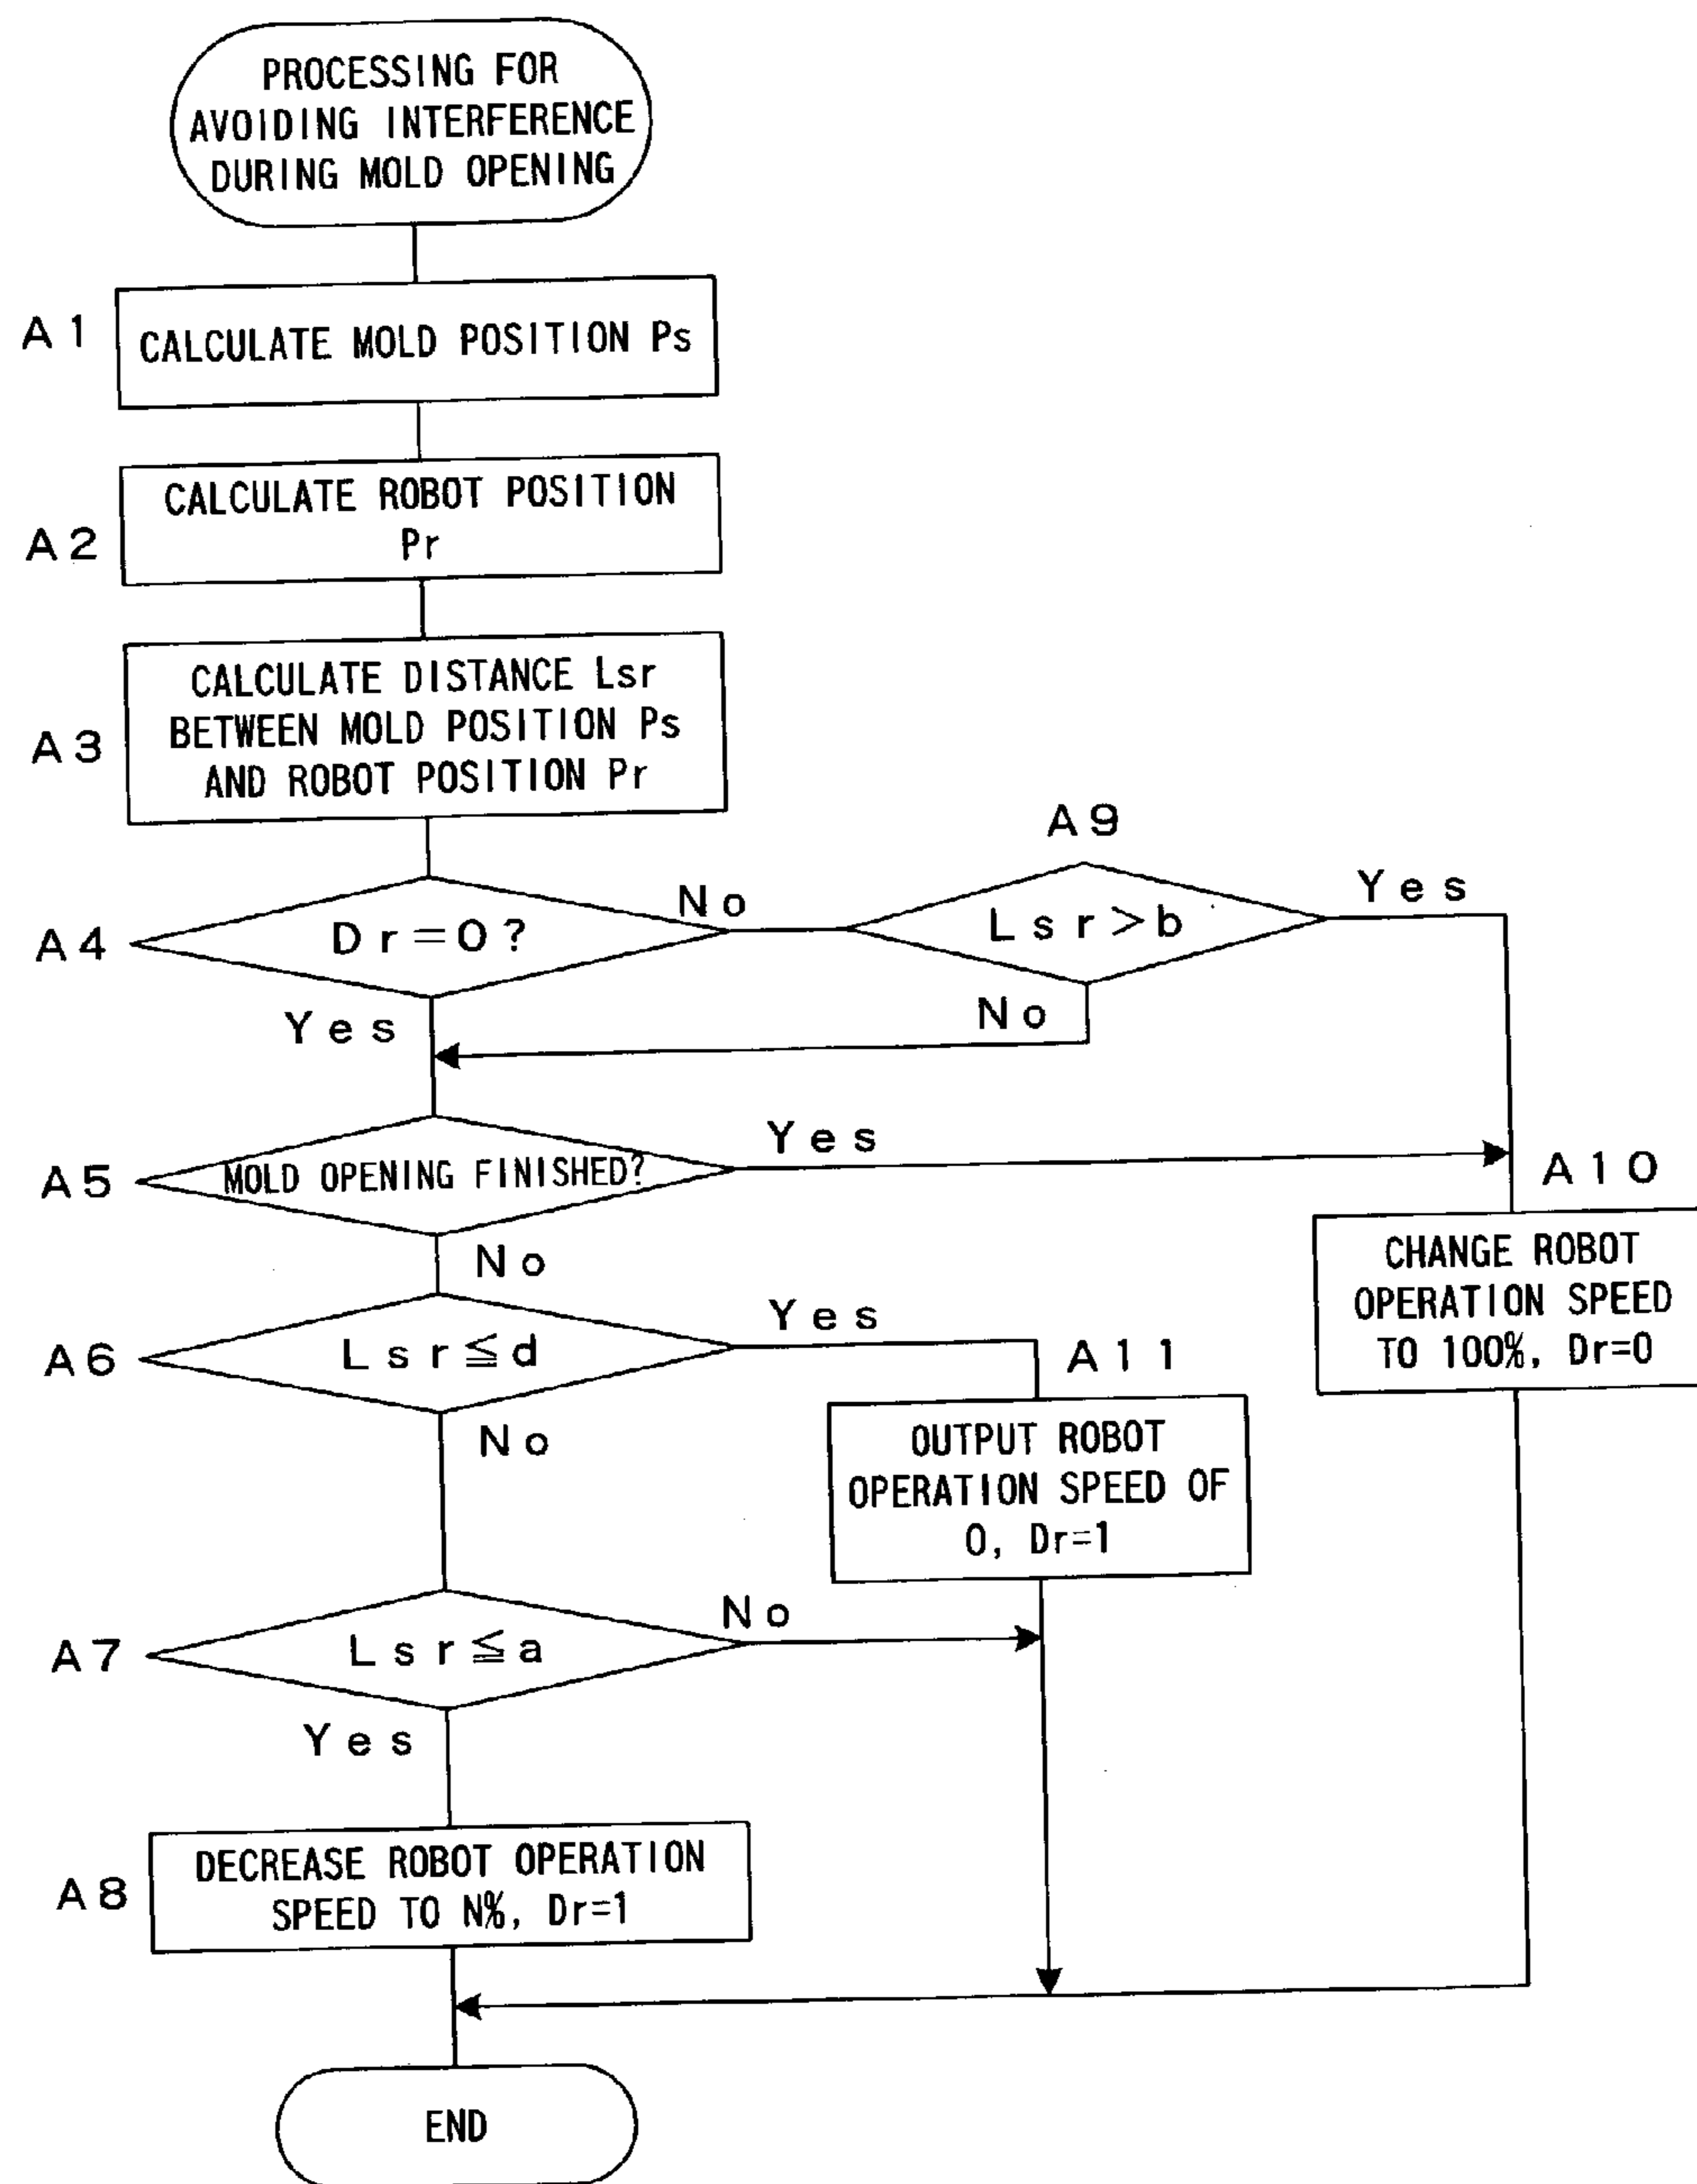 PROCESSING FOR
AVOIDING INTERFERENCE
DURING MOLD OPENING
A1
CALCULATE MOLD POSITION Ps
A2
CALCULATE ROBOT POSITION
Pr
A3
CALCULATE DISTANCE Lsr
BETWEEN MOLD POSITION Ps
AND ROBOT POSITION Pr
A4
Dr=0?
No
Yes
A9
Lsr>b
Yes
No
A5
MOLD OPENING FINISHED?
Yes
No
A10
CHANGE ROBOT
OPERATION SPEED
TO 100%, Dr=0
A6
Lsr≦d
Yes
No
A11
OUTPUT ROBOT
OPERATION SPEED OF
0, Dr=1
A7
Lsr≦a
No
Yes
A8
DECREASE ROBOT OPERATION
SPEED TO N%, Dr=1
END